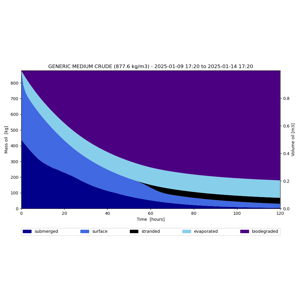 GENERIC MEDIUM CRUDE (877.6 kg/m3) - 2025-01-09 17:20 to 2025-01-14 17:20
800
700
600
500
400
300
200
100
0
Mass oil [kg]
0.8
0.6
0.4
0.2
0.0
Volume oil [m3]
0 20 40 60 80 100 120
Time [hours]
submerged surface stranded evaporated biodegraded